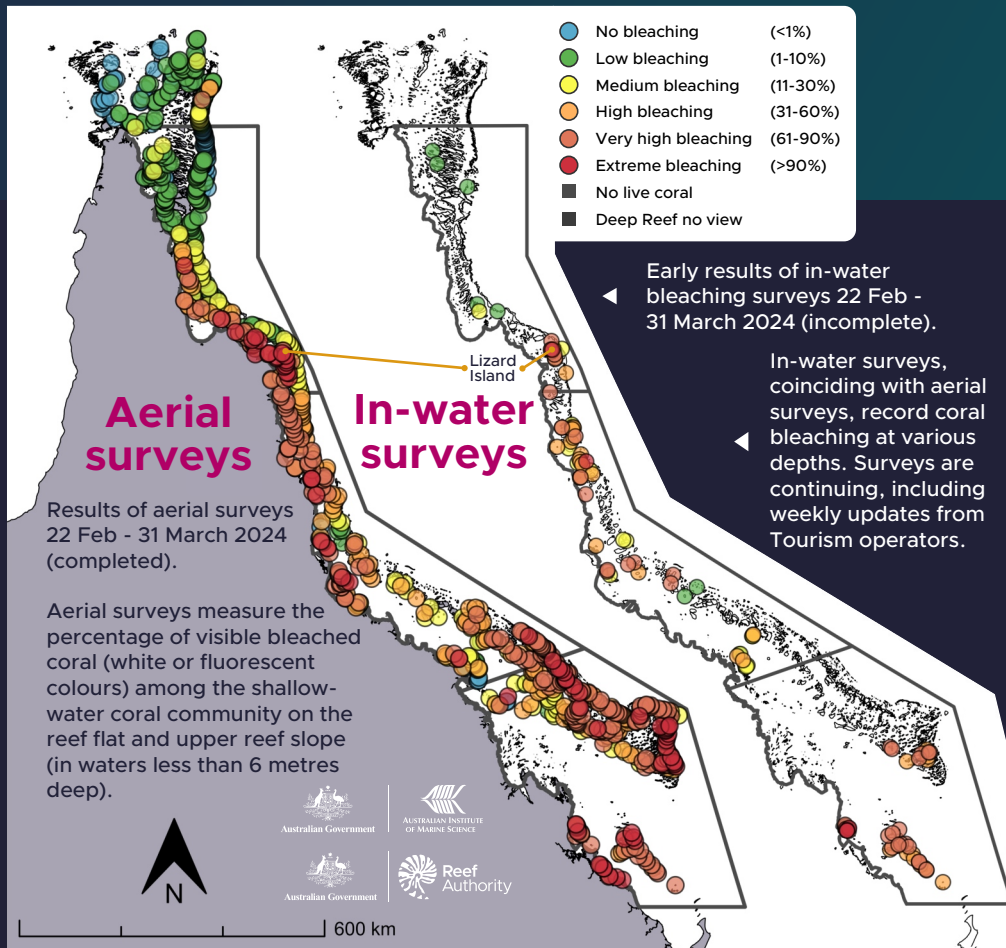 No bleaching (<1%)
Low bleaching (1-10%)
Medium bleaching (11-30%)
High bleaching (31-60%)
Very high bleaching (61-90%)
Extreme bleaching (>90%)
No live coral
Deep Reef no view
Early results of in-water
bleaching surveys 22 Feb -
31 March 2024 (incomplete).
In-water surveys,
coinciding with aerial
surveys, record coral
bleaching at various
depths. Surveys are
continuing, including
weekly updates from
Tourism operators.
Lizard
Island
Aerial
surveys
In-water
surveys
Results of aerial surveys
22 Feb - 31 March 2024
(completed).
Aerial surveys measure the
percentage of visible bleached
coral (white or fluorescent
colours) among the shallow-
water coral community on the
reef flat and upper reef slope
(in waters less than 6 metres
deep).
Australian Government
AUSTRALIAN INSTITUTE
OF MARINE SCIENCE
Australian Government
Reef
Authority
N
600 km